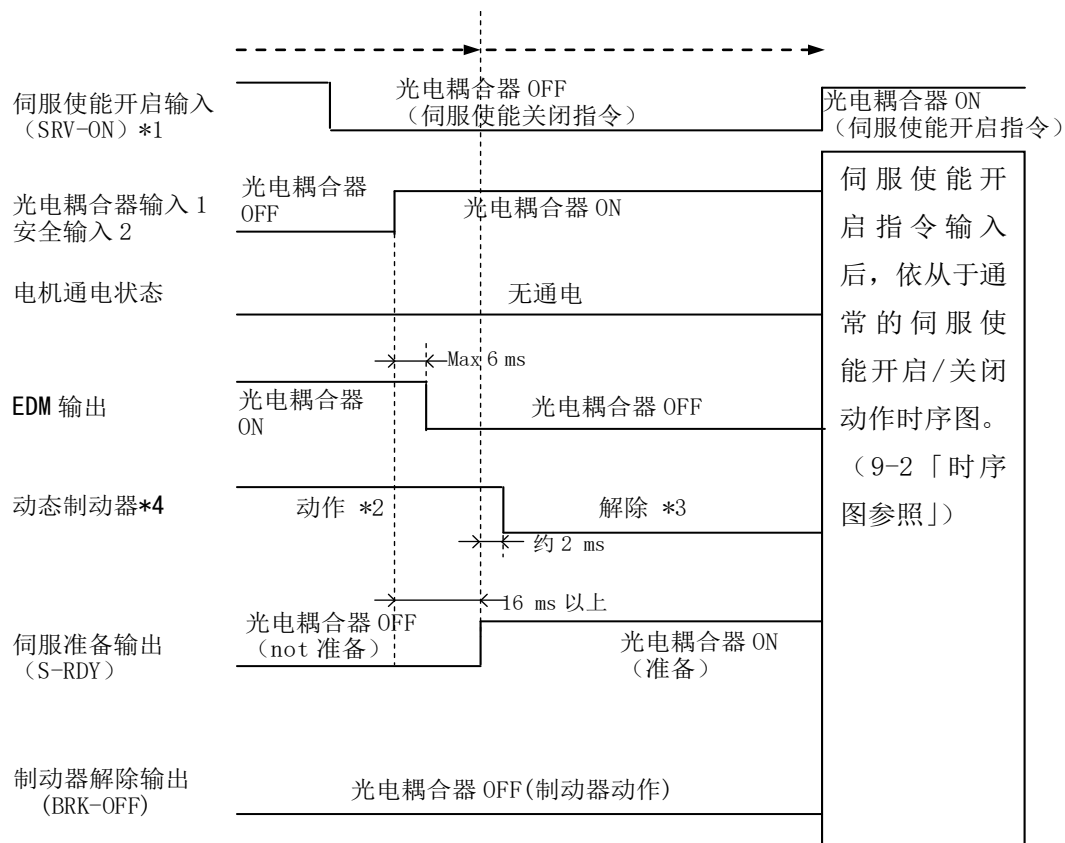 伺服使能开启输入
（SRV-ON）*1
光电耦合器 OFF
（伺服使能关闭指令）
光电耦合器 ON
（伺服使能开启指令）
光电耦合器输入 1
安全输入 2
光电耦合器
OFF
光电耦合器 ON
电机通电状态
无通电
Max 6 ms
EDM 输出
光电耦合器
ON
光电耦合器 OFF
动态制动器*4
动作 *2
解除 *3
约 2 ms
16 ms 以上
伺服准备输出
（S-RDY）
光电耦合器 OFF
（not 准备）
光电耦合器 ON
（准备）
制动器解除输出
(BRK-OFF)
光电耦合器 OFF(制动器动作)
伺服使能开
启指令输入
后，依从于通
常的伺服使
能开启/关闭
动作时序图。
（9-2「时序
图参照」）